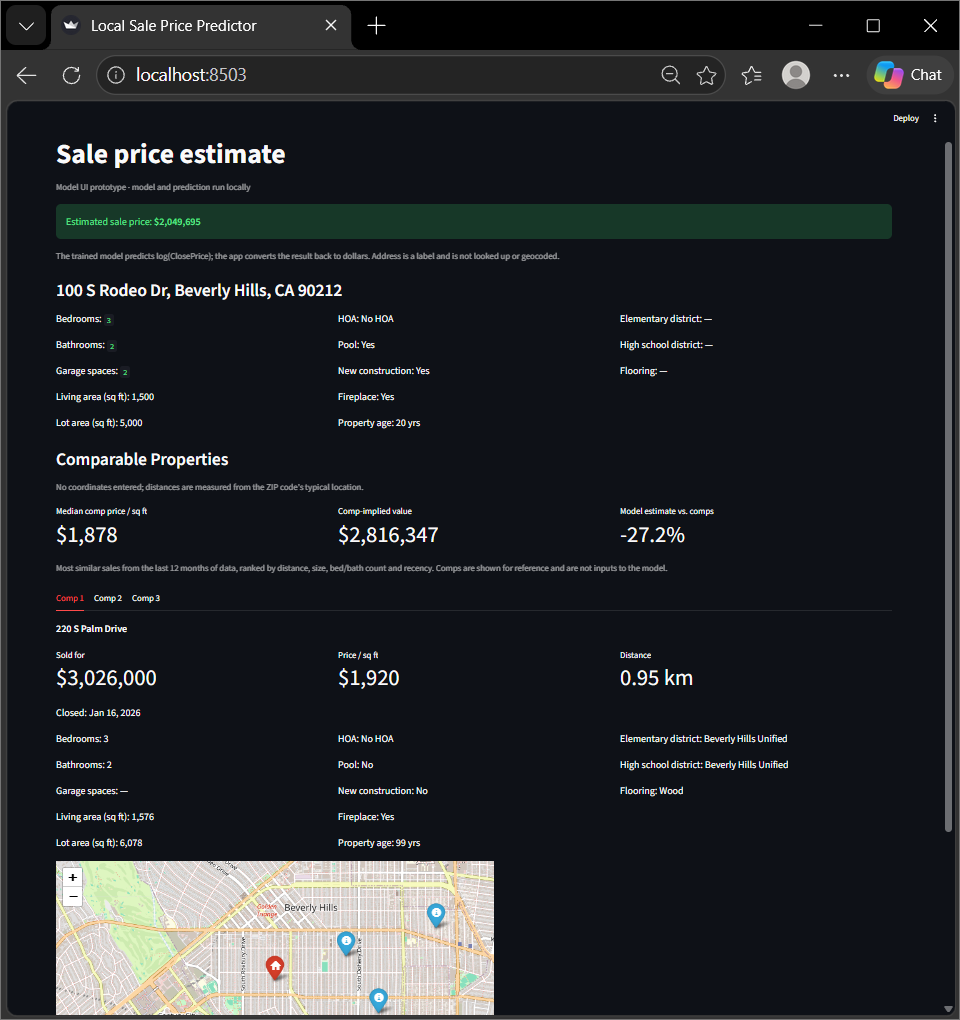 Local Sale Price Predictor
localhost:8503
Chat
Deploy
Sale price estimate
Model UI prototype - model and prediction run locally
Estimated sale price: $2,049,695
The trained model predicts log(ClosePrice); the app converts the result back to dollars. Address is a label and is not looked up or geocoded.
100 S Rodeo Dr, Beverly Hills, CA 90212
Bedrooms: 3
HOA: No HOA
Elementary district: —
Bathrooms: 2
Pool: Yes
High school district: —
Garage spaces: 2
New construction: Yes
Flooring: —
Living area (sq ft): 1,500
Fireplace: Yes
Lot area (sq ft): 5,000
Property age: 20 yrs
Comparable Properties
No coordinates entered; distances are measured from the ZIP code's typical location.
Median comp price / sq ft
Comp-implied value
Model estimate vs. comps
$1,878
$2,816,347
-27.2%
Most similar sales from the last 12 months of data, ranked by distance, size, bed/bath count and recency. Comps are shown for reference and are not inputs to the model.
Comp 1
Comp 2
Comp 3
220 S Palm Drive
Sold for
Price / sq ft
Distance
$3,026,000
$1,920
0.95 km
Closed: Jan 16, 2026
Bedrooms: 3
HOA: No HOA
Elementary district: Beverly Hills Unified
Bathrooms: 2
Pool: No
High school district: Beverly Hills Unified
Garage spaces: —
New construction: No
Flooring: Wood
Living area (sq ft): 1,576
Fireplace: Yes
Lot area (sq ft): 6,078
Property age: 99 yrs
+
−
Beverly Hills
Golden
Triangle
South Roxbury Drive
South Doheny Drive